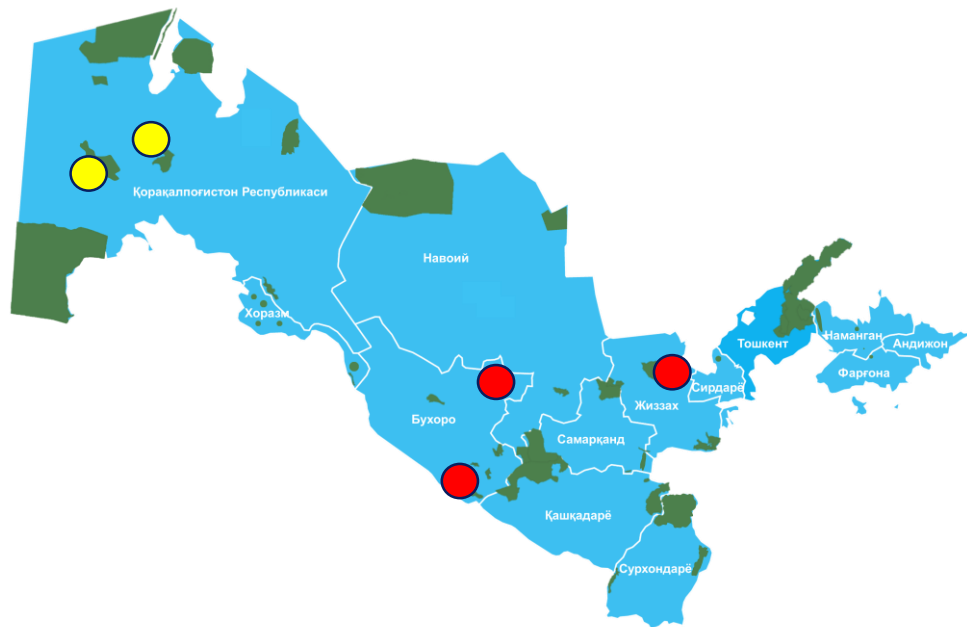 Қорақалпоғистон Республикаси
Навоий
Хоразм
Тошкент
Наманган
Андижон
Фарғона
Сирдарё
Жиззах
Бухоро
Самарқанд
Қашқадарё
Сурхондарё